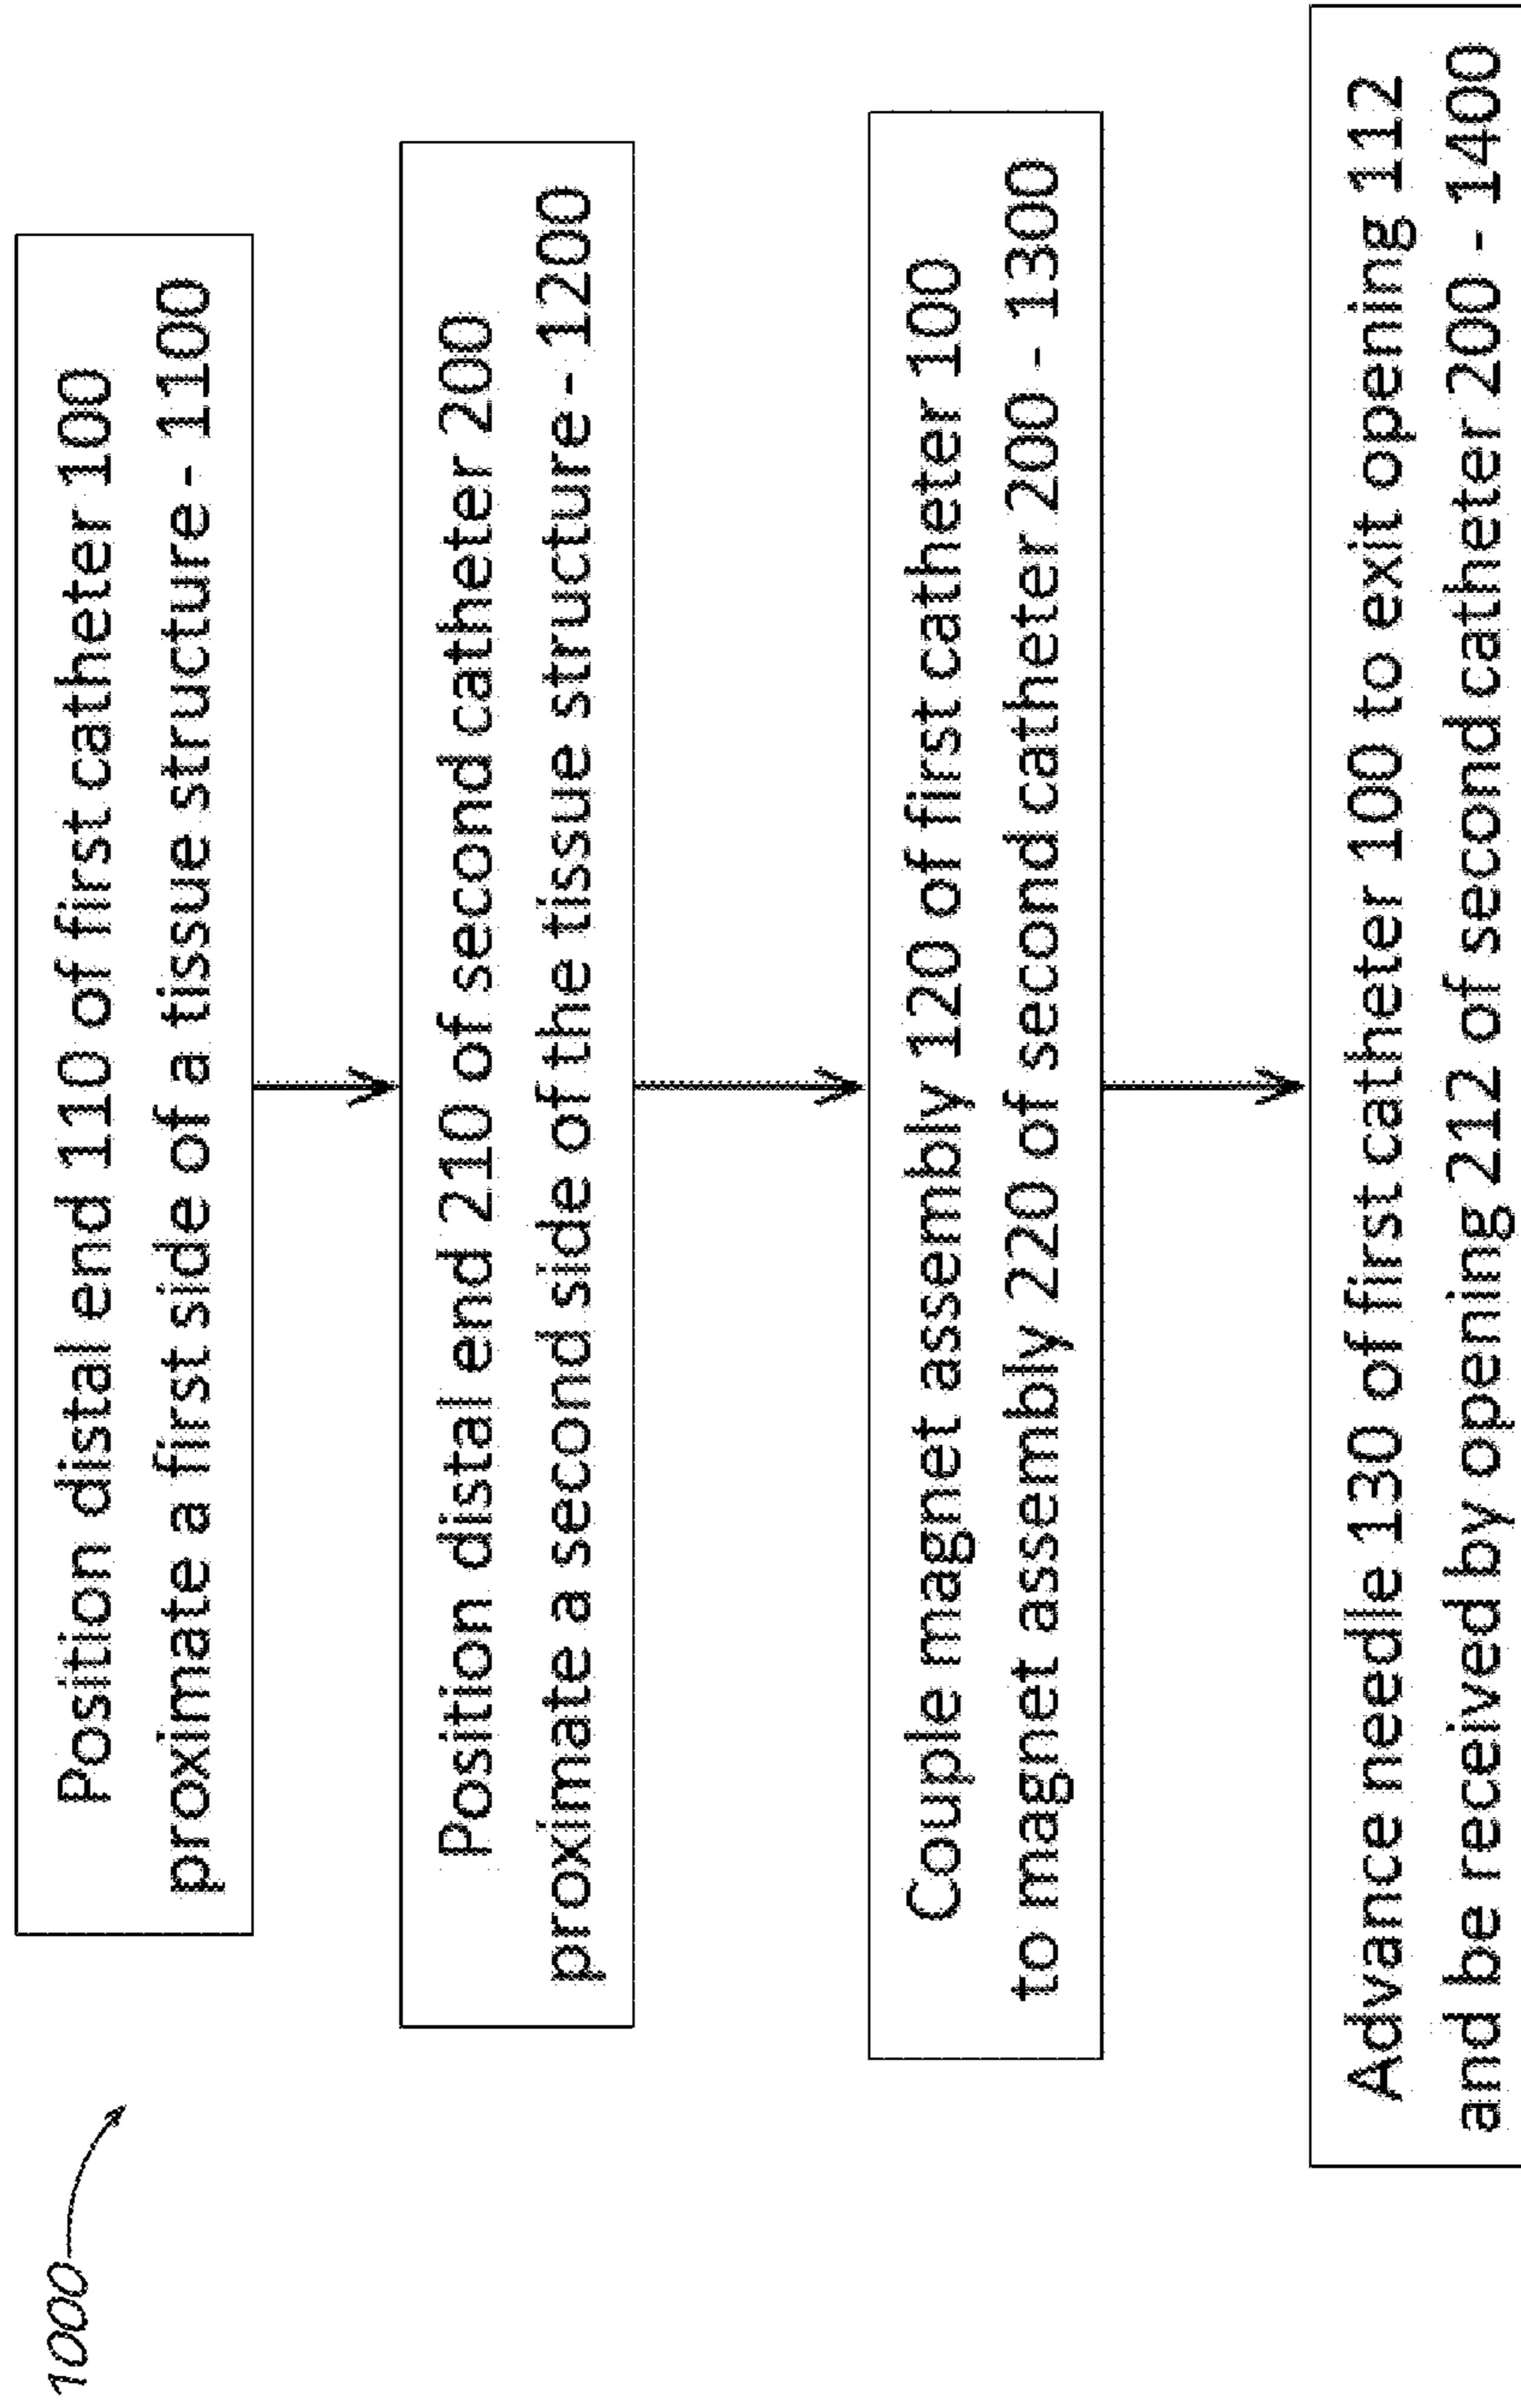 1000
Position distal end 110 of first catheter 100
proximate a first side of a tissue structure - 1100
Position distal end 210 of second catheter 200
proximate a second side of the tissue structure - 1200
Couple magnet assembly 120 of first catheter 100
to magnet assembly 220 of second catheter 200 - 1300
Advance needle 130 of first catheter 100 to exit opening 112
and be received by opening 212 of second catheter 200 - 1400